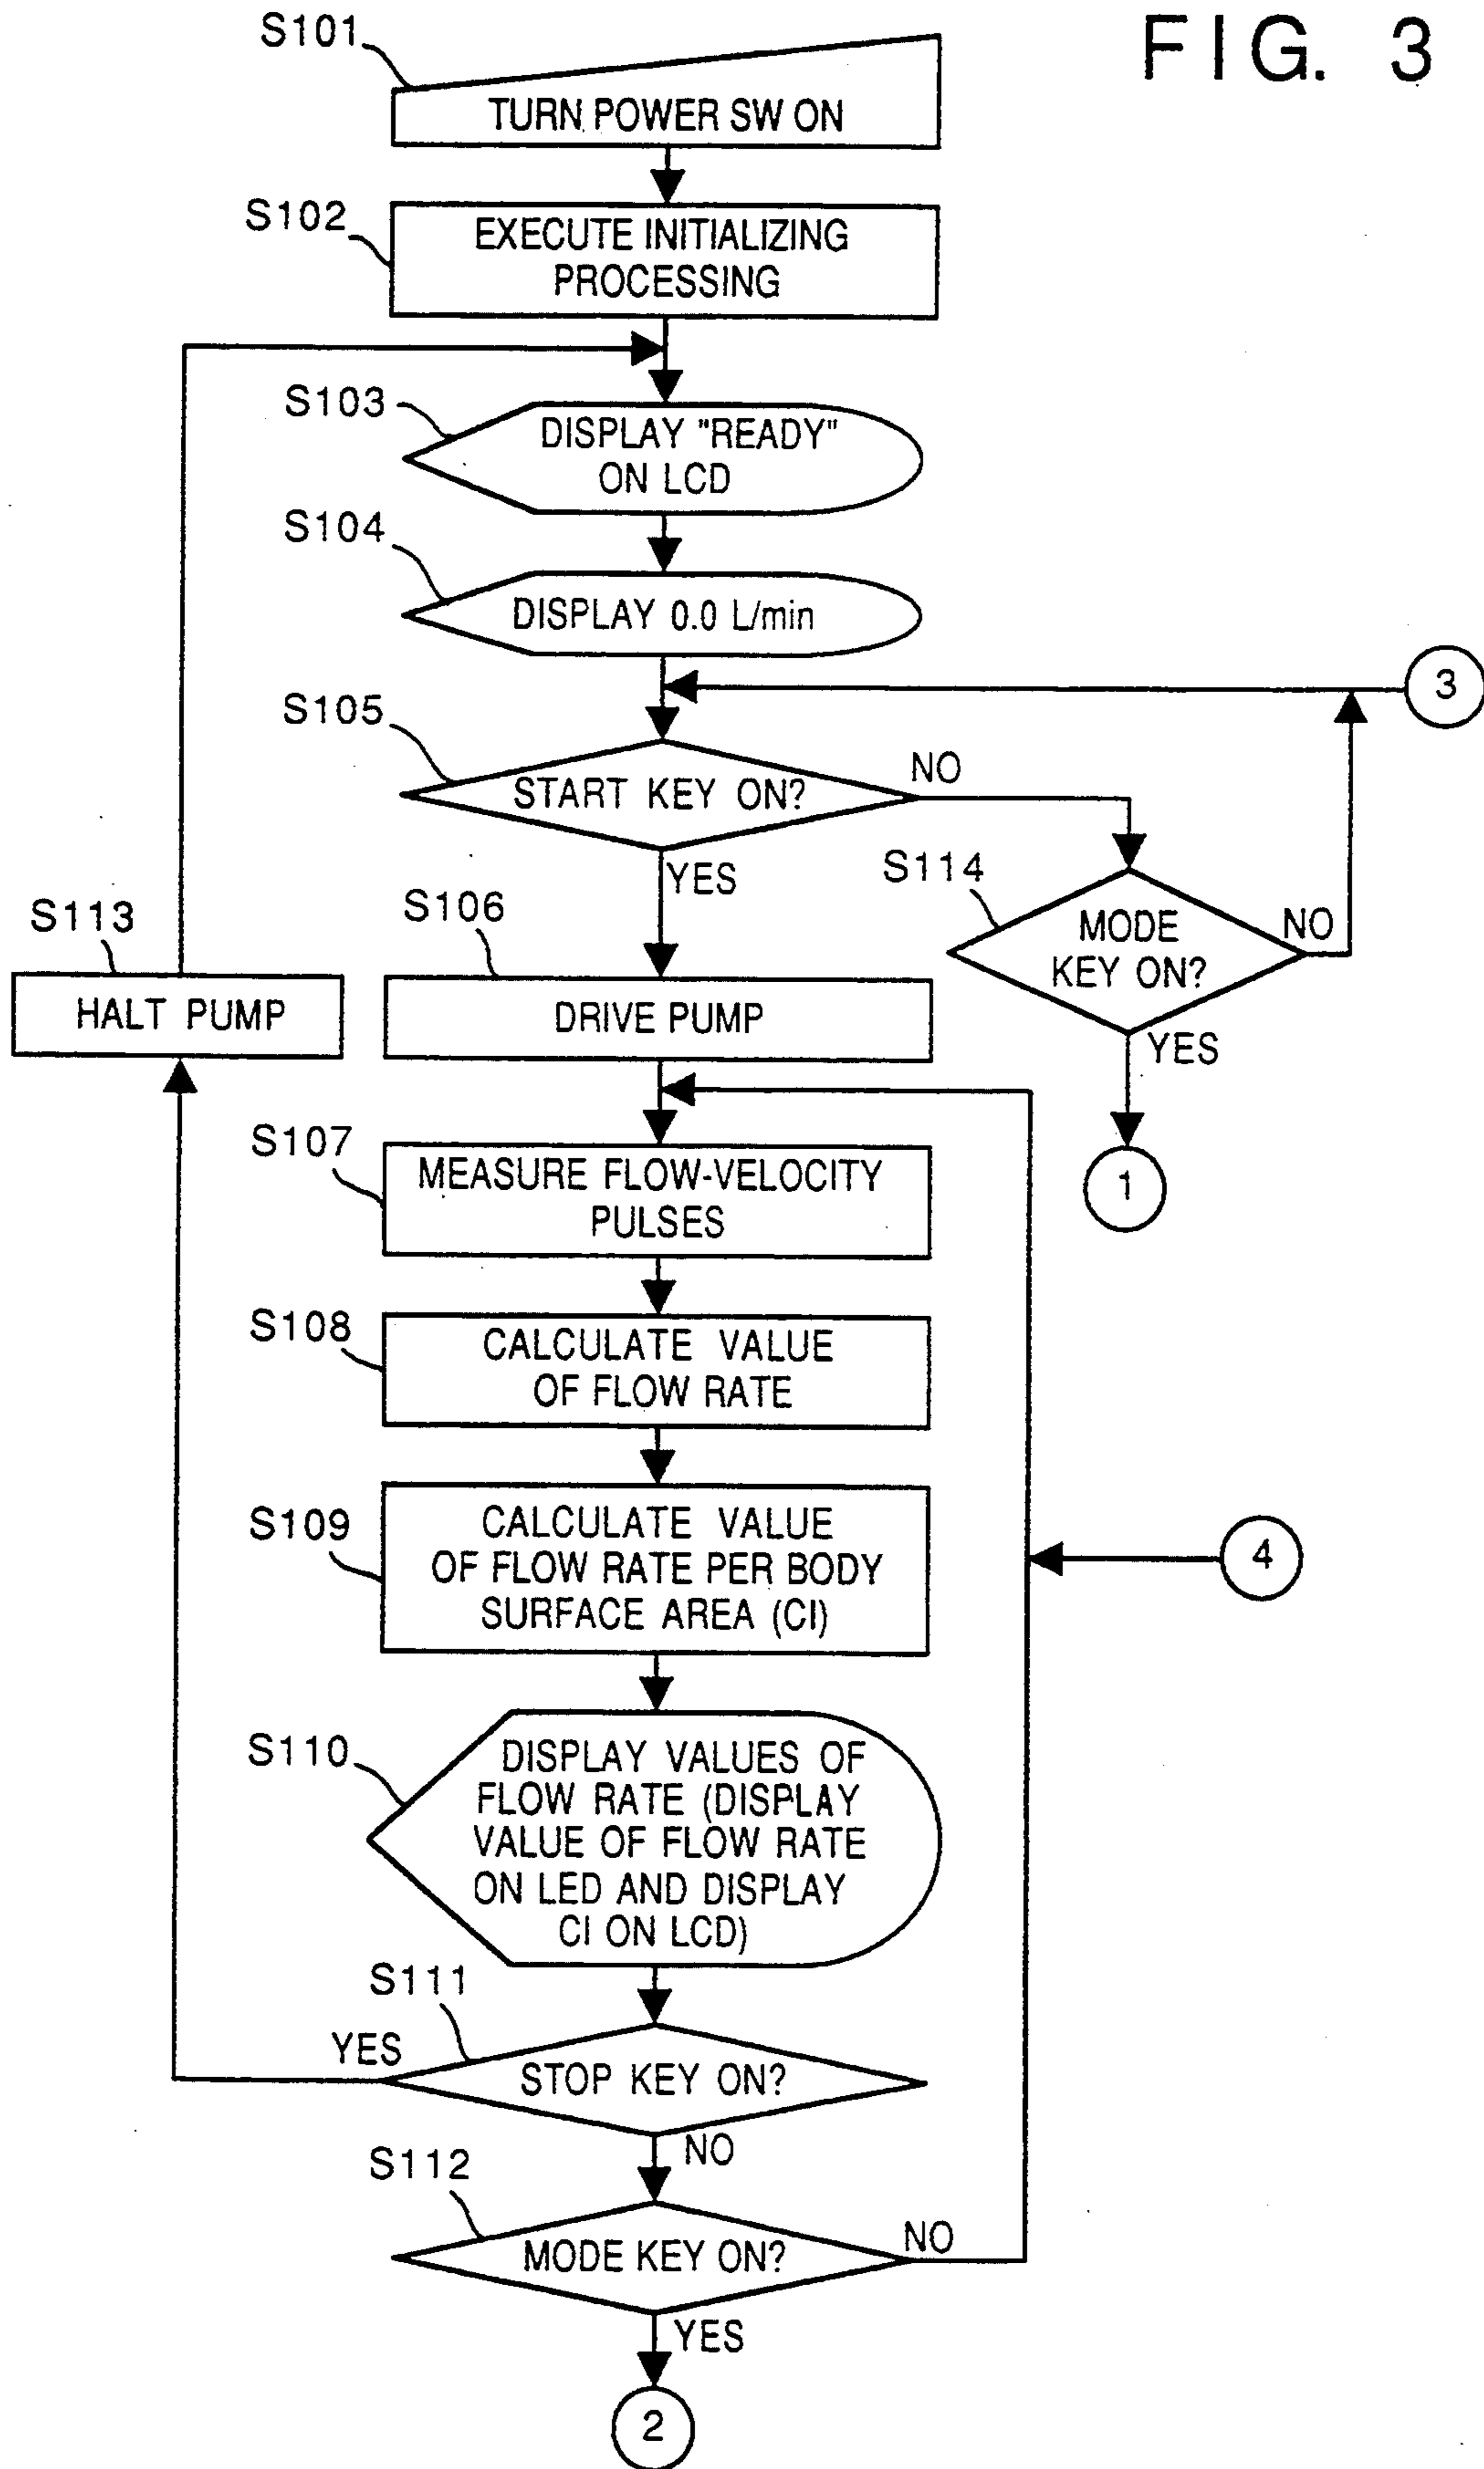 FIG. 3
S101
TURN POWER SW ON
S102
EXECUTE INITIALIZING
PROCESSING
S103
DISPLAY "READY"
ON LCD
S104
DISPLAY 0.0 L/min
3
S105
START KEY ON?
NO
YES
S114
MODE
KEY ON?
NO
YES
1
S113
HALT PUMP
S106
DRIVE PUMP
S107
MEASURE FLOW-VELOCITY
PULSES
S108
CALCULATE VALUE
OF FLOW RATE
S109
CALCULATE VALUE
OF FLOW RATE PER BODY
SURFACE AREA (CI)
4
S110
DISPLAY VALUES OF
FLOW RATE (DISPLAY
VALUE OF FLOW RATE
ON LED AND DISPLAY
CI ON LCD)
S111
YES
STOP KEY ON?
NO
S112
MODE KEY ON?
NO
YES
2